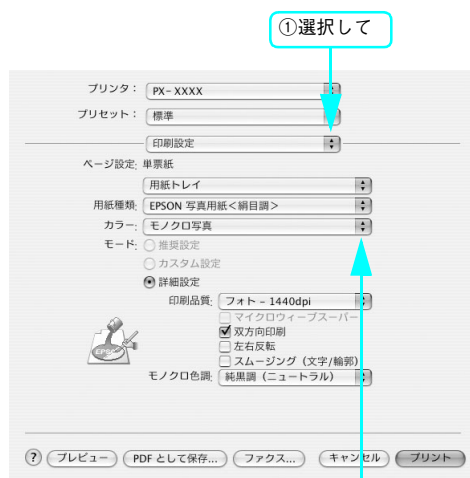 ①選択して
プリンタ： PX-XXXX
プリセット： 標準
印刷設定
ページ設定: 単票紙
用紙トレイ
用紙種類: EPSON 写真用紙<絹目調>
カラー: モノクロ写真
モード: 推奨設定
カスタム設定
詳細設定
印刷品質: フォト - 1440dpi
マイクロウィーブスーパー
双方向印刷
左右反転
スムージング（文字/輪郭）
モノクロ色調: 純黒調（ニュートラル）
? プレビュー PDF として保存... ファクス... キャンセル プリント